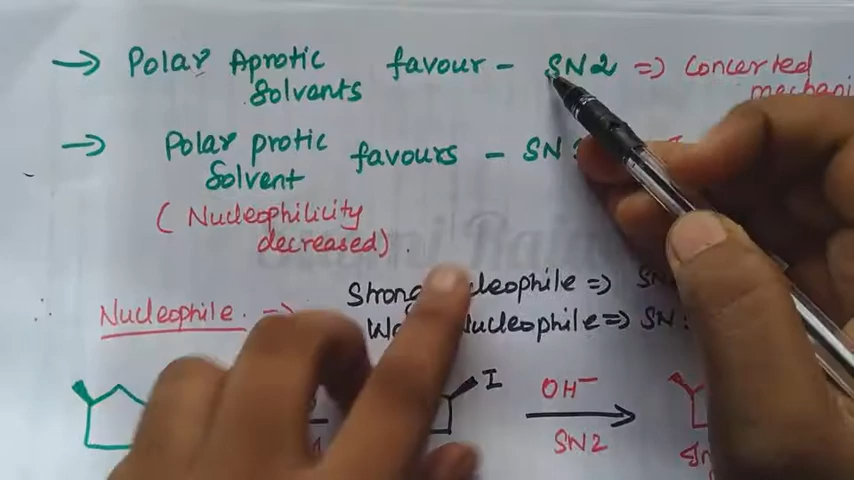 → Polar Aprotic favour - SN2 ⇒ Concerted
Solvents
→ Polar protic favours - SN
Solvent
( Nucleophilicity
decreased) .
Nucleophile. ⇒
Nucleophile ⇒ SN
Nucleophile ⇒ SN
I
OH⁻
SN2